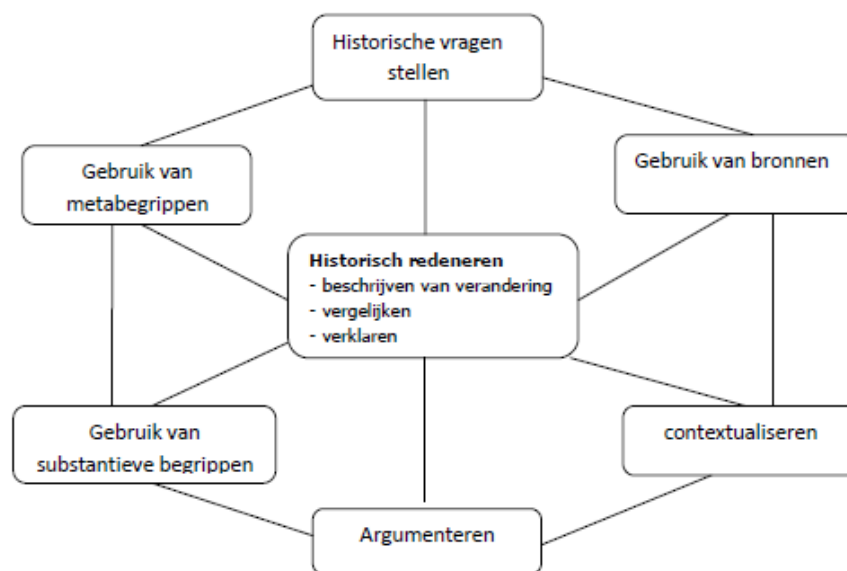 Historische vragen
stellen
Gebruik van
metabegrippen
Gebruik van bronnen
Historisch redeneren
- beschrijven van verandering
- vergelijken
- verklaren
Gebruik van
substantieve begrippen
contextualiseren
Argumenteren